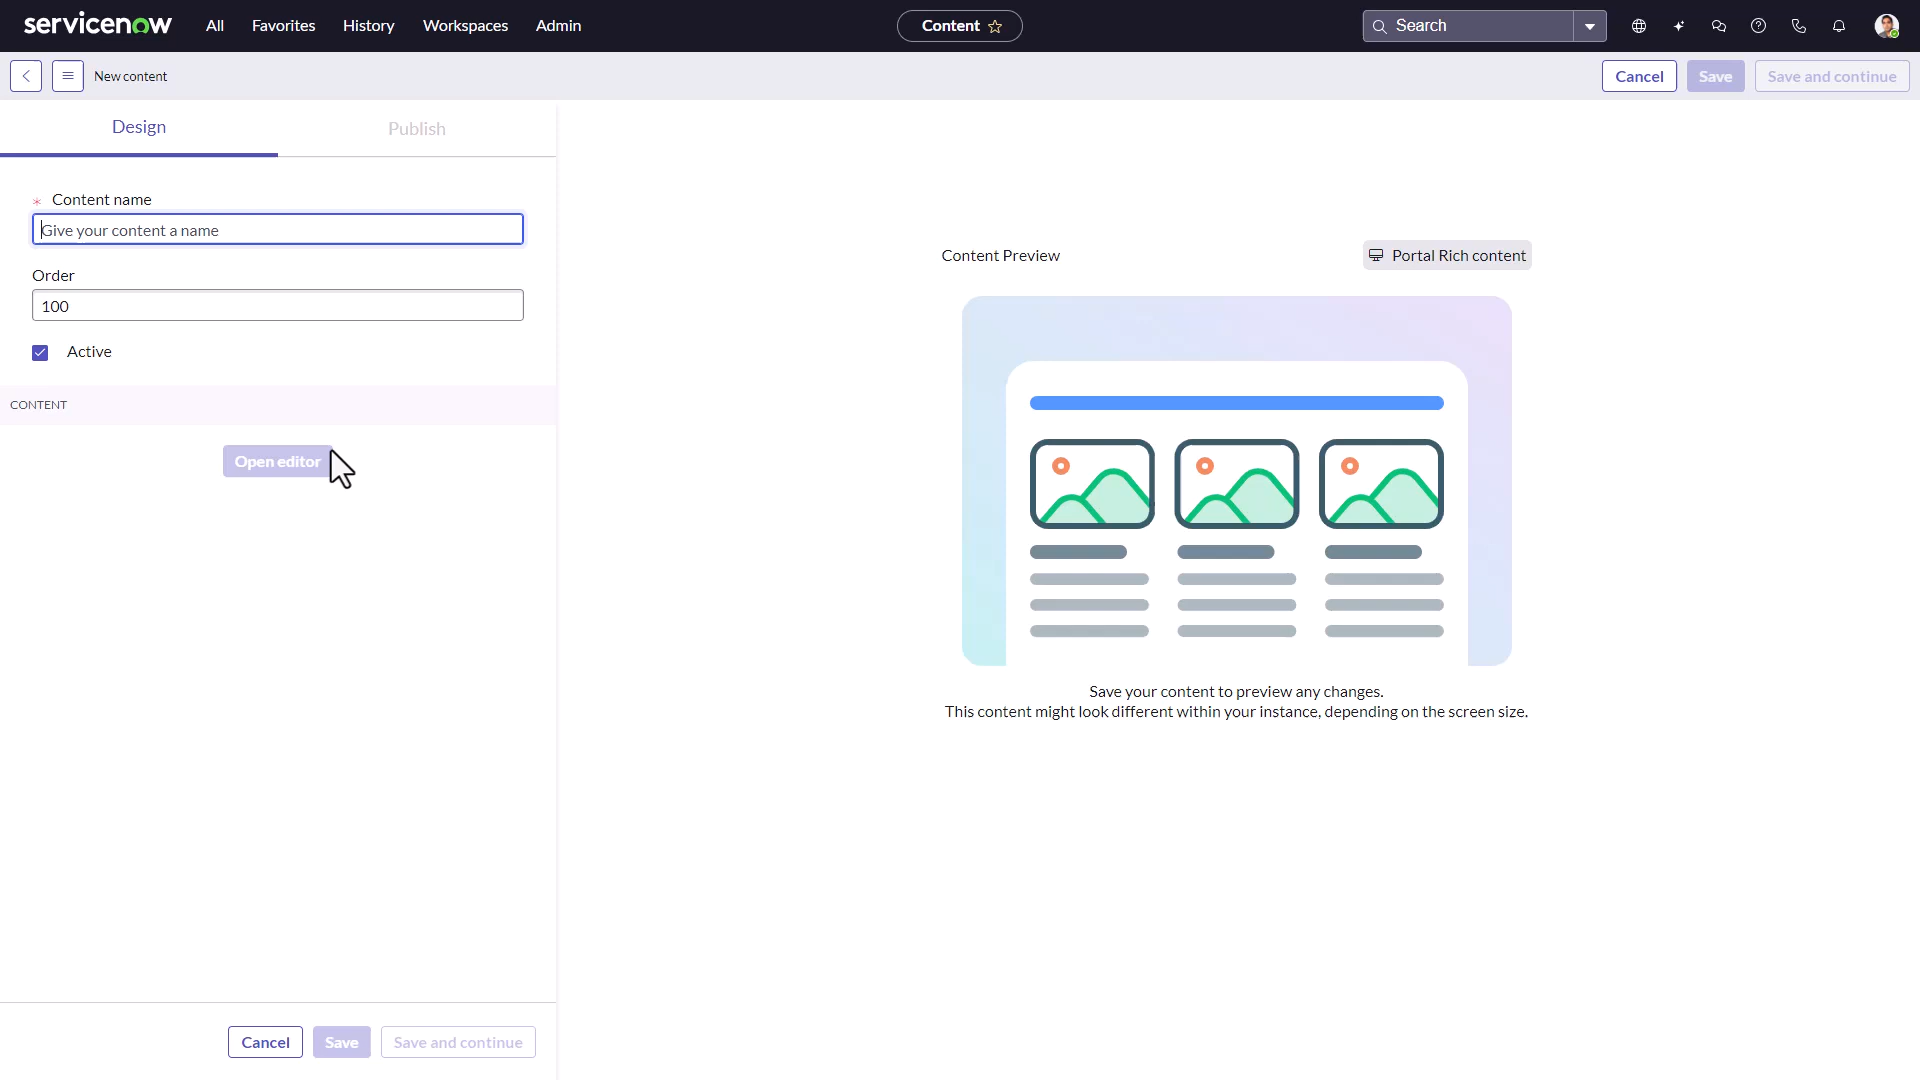 servicenow
All
Favorites
History
Workspaces
Admin
Content
Search
New content
Cancel
Save
Save and continue
Design
Publish
* Content name
Give your content a name
Order
100
Active
CONTENT
Open editor
Content Preview
Portal Rich content
Save your content to preview any changes.
This content might look different within your instance, depending on the screen size.
Cancel
Save
Save and continue